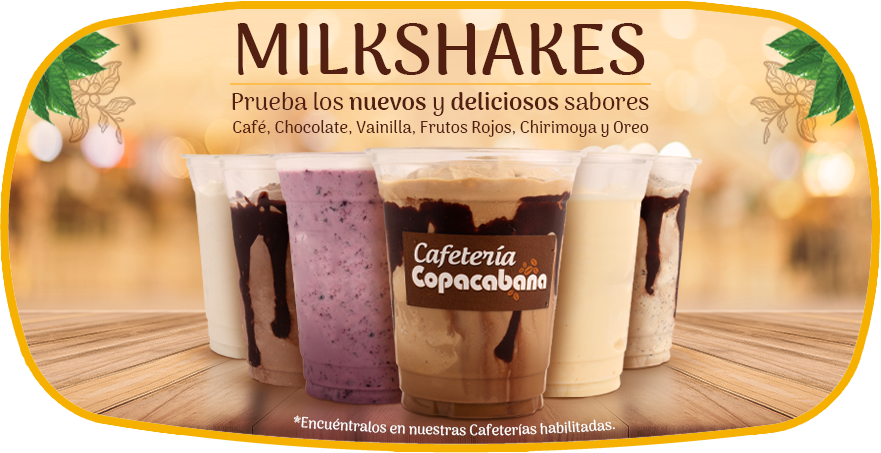 MILKSHAKES
Prueba los nuevos y deliciosos sabores
Café, Chocolate, Vainilla, Frutos Rojos, Chirimoya y Oreo
Cafetería
Copacabana
*Encuéntralos en nuestras Cafeterías habilitadas.